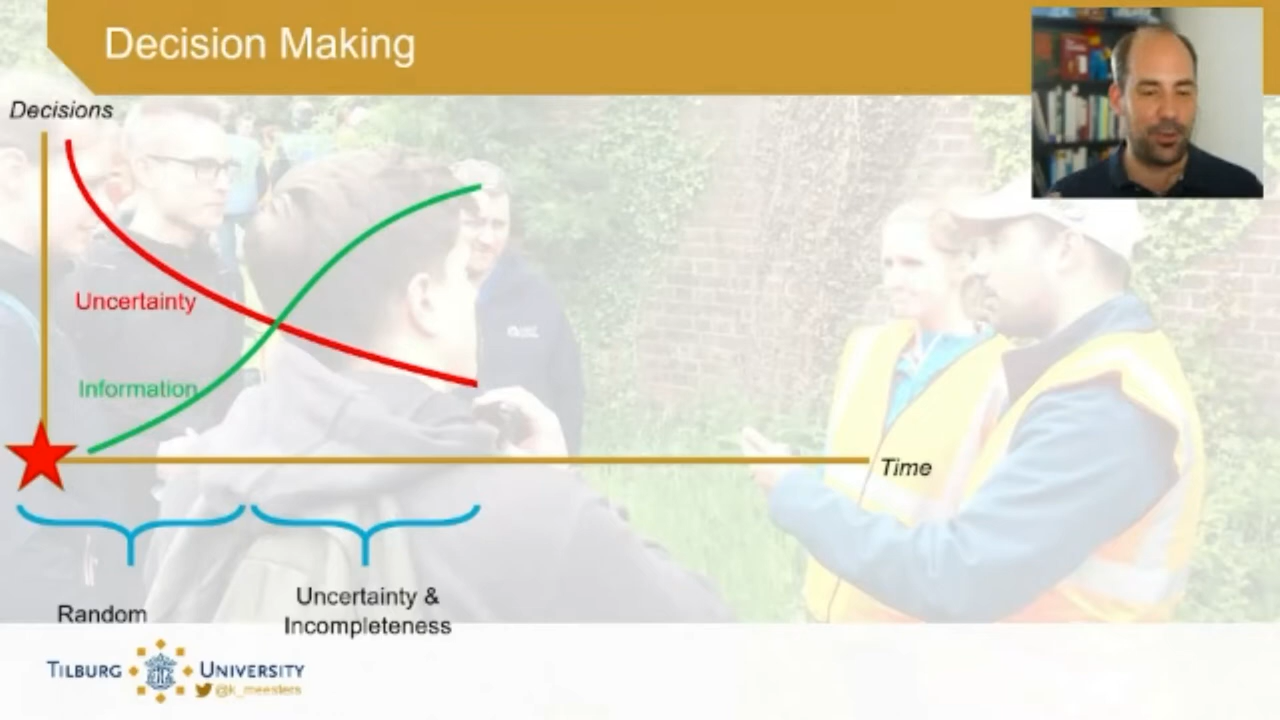 Decision Making
Decisions
Uncertainty
Information
Time
Random
Uncertainty &
Incompleteness
TILBURG UNIVERSITY
@k_meesters